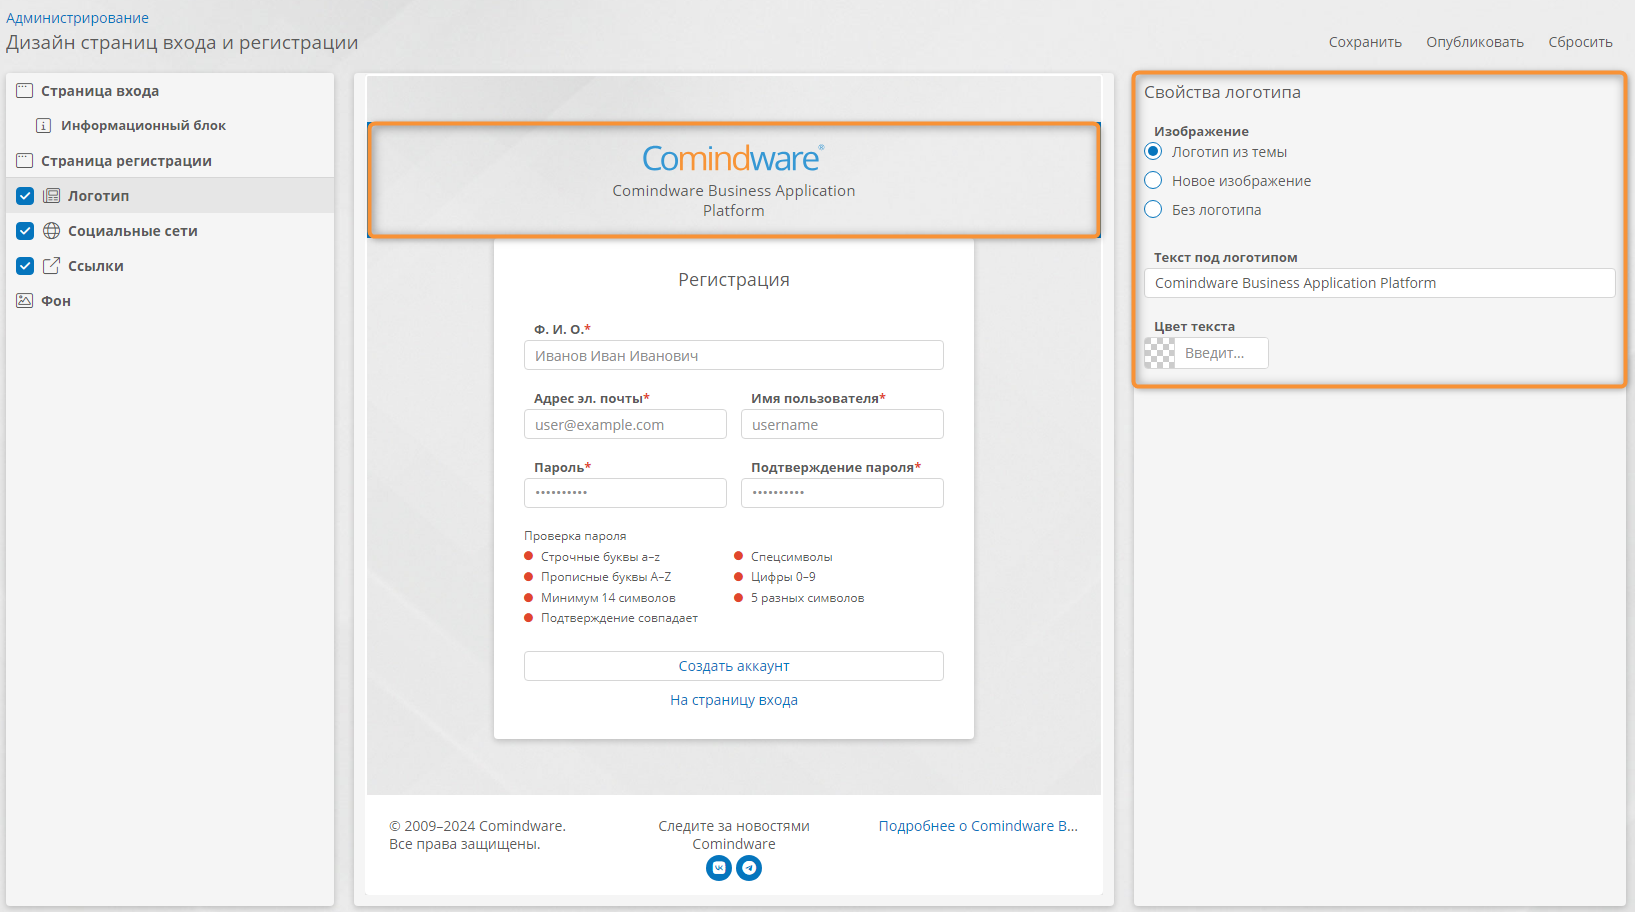 Администрирование
Дизайн страниц входа и регистрации
Сохранить Опубликовать Сбросить
Страница входа
Информационный блок
Страница регистрации
Логотип
Социальные сети
Ссылки
Фон
Comindware®
Comindware Business Application
Platform
Регистрация
Ф. И. О.*
Иванов Иван Иванович
Адрес эл. почты* Имя пользователя*
user@example.com username
Пароль* Подтверждение пароля*
•••••••••• ••••••••••
Проверка пароля
Строчные буквы a–z Спецсимволы
Прописные буквы A–Z Цифры 0–9
Минимум 14 символов 5 разных символов
Подтверждение совпадает
Создать аккаунт
На страницу входа
© 2009–2024 Comindware.
Все права защищены.
Следите за новостями
Comindware
Подробнее о Comindware B...
Свойства логотипа
Изображение
Логотип из темы
Новое изображение
Без логотипа
Текст под логотипом
Comindware Business Application Platform
Цвет текста
Введит...